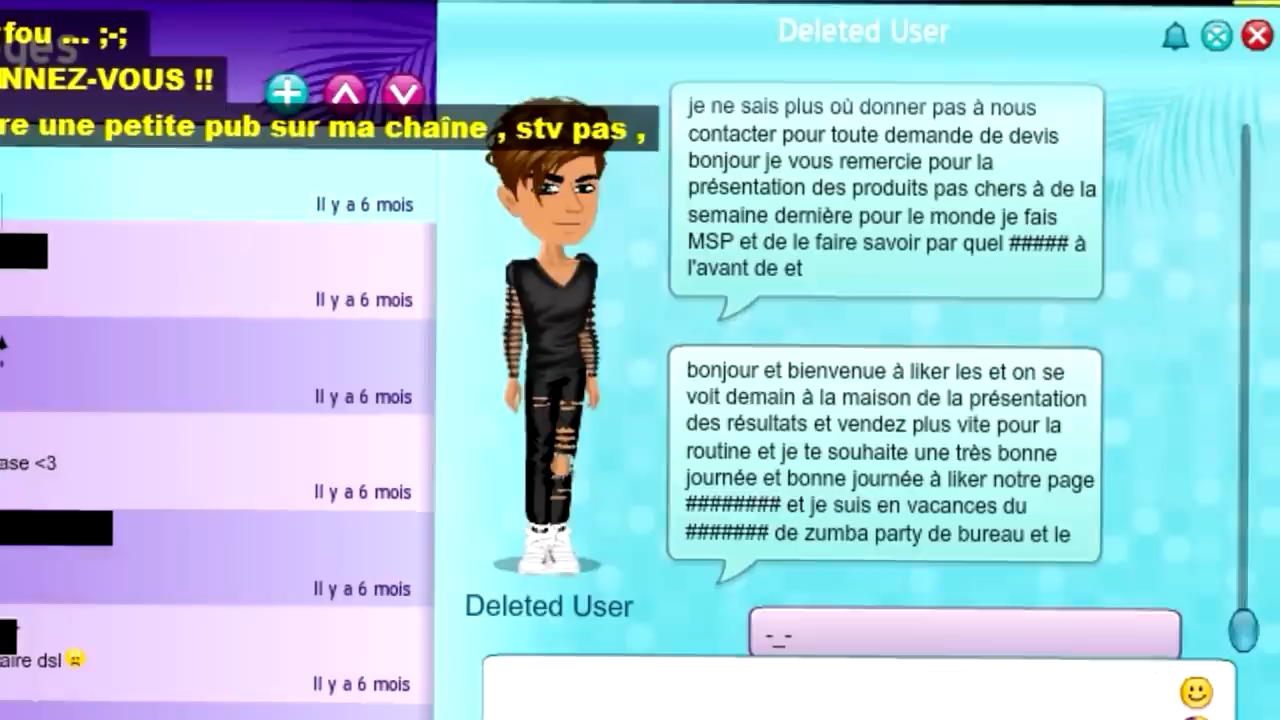 fou ... ;-;
NNEZ-VOUS !!
re une petite pub sur ma chaîne , stv pas ,
Il y a 6 mois
Il y a 6 mois
Il y a 6 mois
ase <3
Il y a 6 mois
Il y a 6 mois
aire dsl
Il y a 6 mois
Deleted User
je ne sais plus où donner pas à nous
contacter pour toute demande de devis
bonjour je vous remercie pour la
présentation des produits pas chers à de la
semaine dernière pour le monde je fais
MSP et de le faire savoir par quel ##### à
l'avant de et
bonjour et bienvenue à liker les et on se
voit demain à la maison de la présentation
des résultats et vendez plus vite pour la
routine et je te souhaite une très bonne
journée et bonne journée à liker notre page
######## et je suis en vacances du
####### de zumba party de bureau et le
Deleted User
-_-